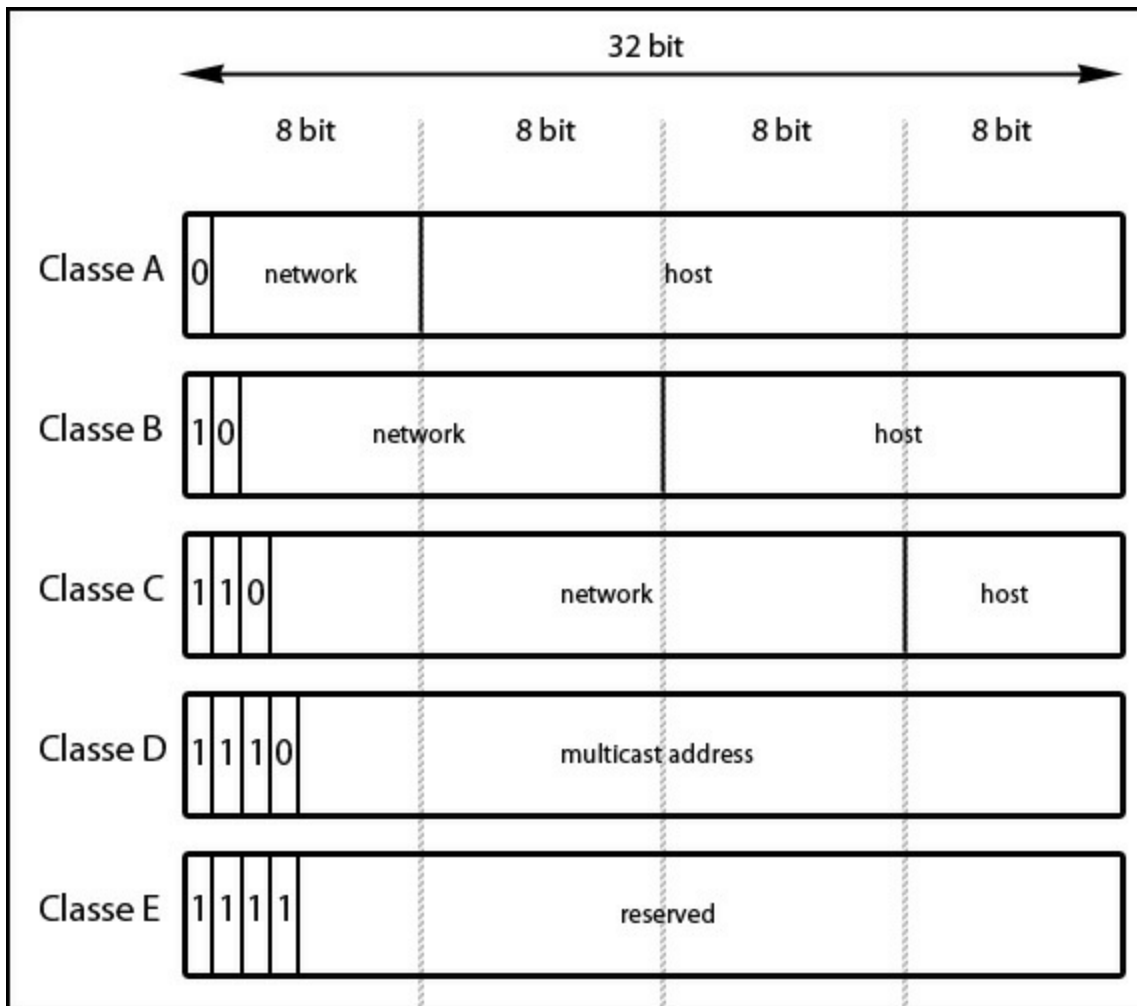 32 bit
8 bit 8 bit 8 bit 8 bit
Classe A 0 network host
Classe B 1 0 network host
Classe C 1 1 0 network host
Classe D 1 1 1 0 multicast address
Classe E 1 1 1 1 reserved